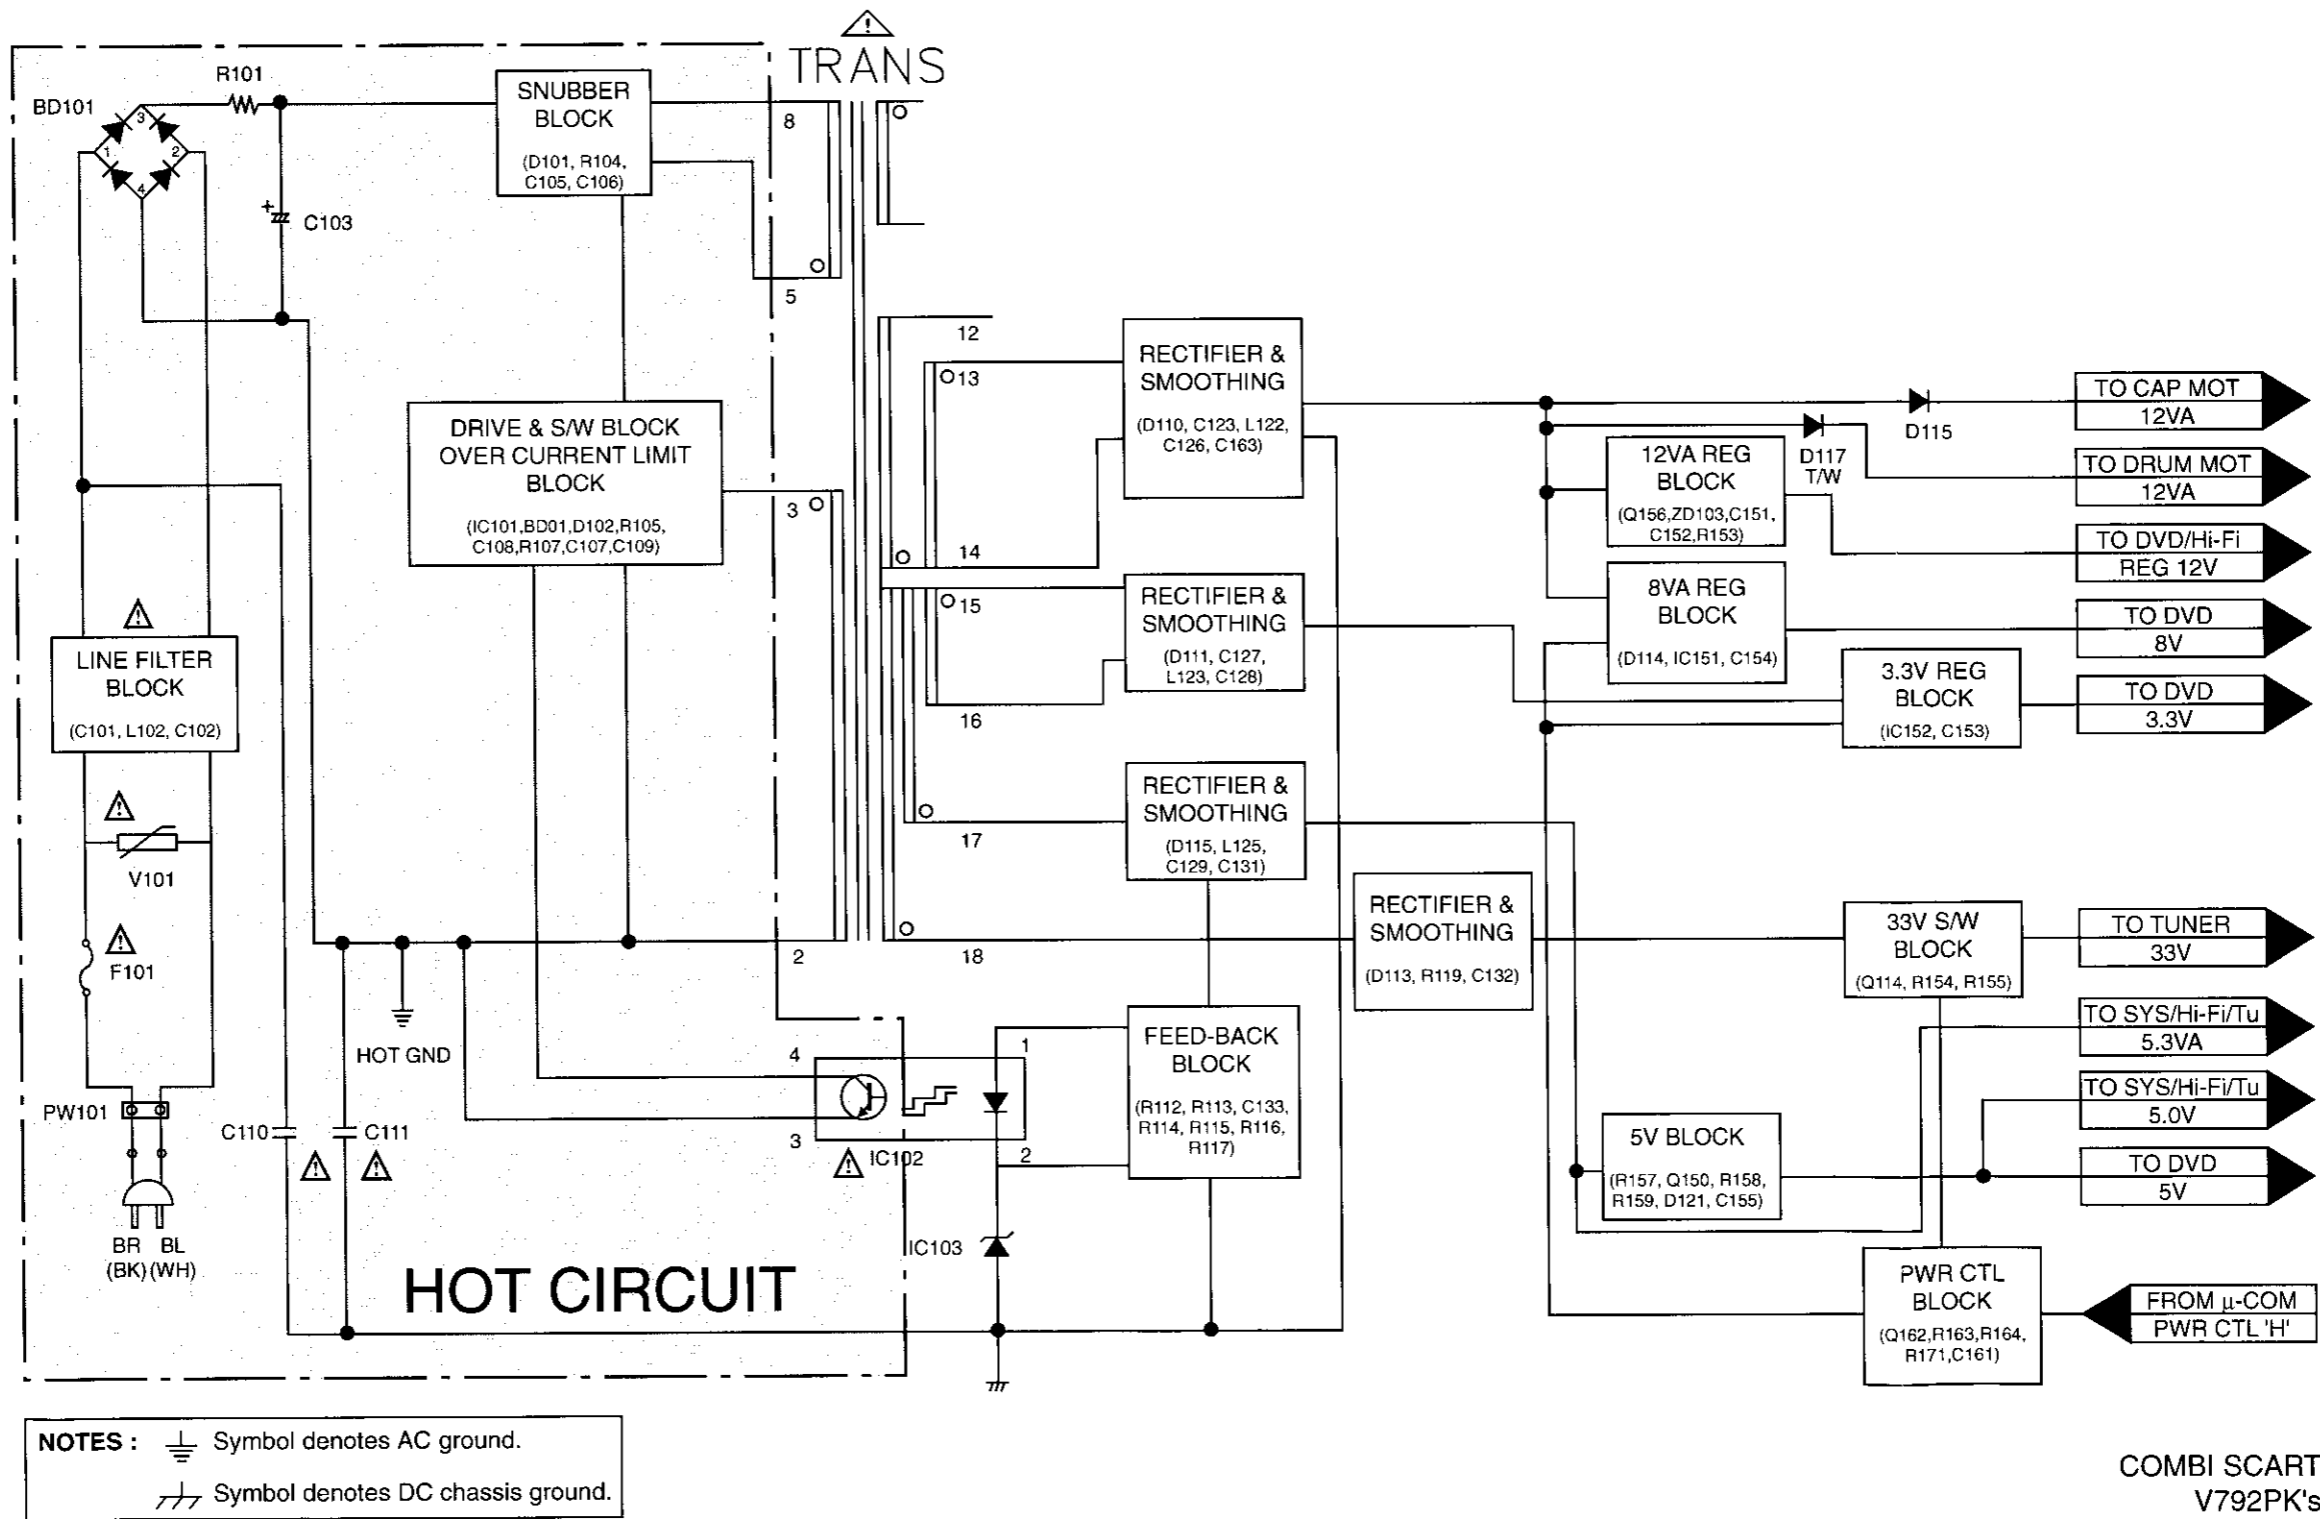 TRANS
R101
BD101
3
1
2
4
+
C103
SNUBBER
BLOCK
(D101, R104,
C105, C106)
8
5
DRIVE & S/W BLOCK
OVER CURRENT LIMIT
BLOCK
(IC101,BD01,D102,R105,
C108,R107,C107,C109)
3
2
LINE FILTER
BLOCK
(C101, L102, C102)
V101
F101
PW101
BR BL
(BK) (WH)
HOT GND
C110
C111
HOT CIRCUIT
12
13
14
15
16
17
18
RECTIFIER &
SMOOTHING
(D110, C123, L122,
C126, C163)
RECTIFIER &
SMOOTHING
(D111, C127,
L123, C128)
RECTIFIER &
SMOOTHING
(D115, L125,
C129, C131)
RECTIFIER &
SMOOTHING
(D113, R119, C132)
4
3
1
2
IC102
IC103
FEED-BACK
BLOCK
(R112, R113, C133,
R114, R115, R116,
R117)
D115
D117
T/W
12VA REG
BLOCK
(Q156,ZD103,C151,
C152,R153)
8VA REG
BLOCK
(D114, IC151, C154)
3.3V REG
BLOCK
(IC152, C153)
33V S/W
BLOCK
(Q114, R154, R155)
5V BLOCK
(R157, Q150, R158,
R159, D121, C155)
PWR CTL
BLOCK
(Q162,R163,R164,
R171,C161)
TO CAP MOT
12VA
TO DRUM MOT
12VA
TO DVD/Hi-Fi
REG 12V
TO DVD
8V
TO DVD
3.3V
TO TUNER
33V
TO SYS/Hi-Fi/Tu
5.3VA
TO SYS/Hi-Fi/Tu
5.0V
TO DVD
5V
FROM μ-COM
PWR CTL 'H'
NOTES : Symbol denotes AC ground.
Symbol denotes DC chassis ground.
COMBI SCART
V792PK's